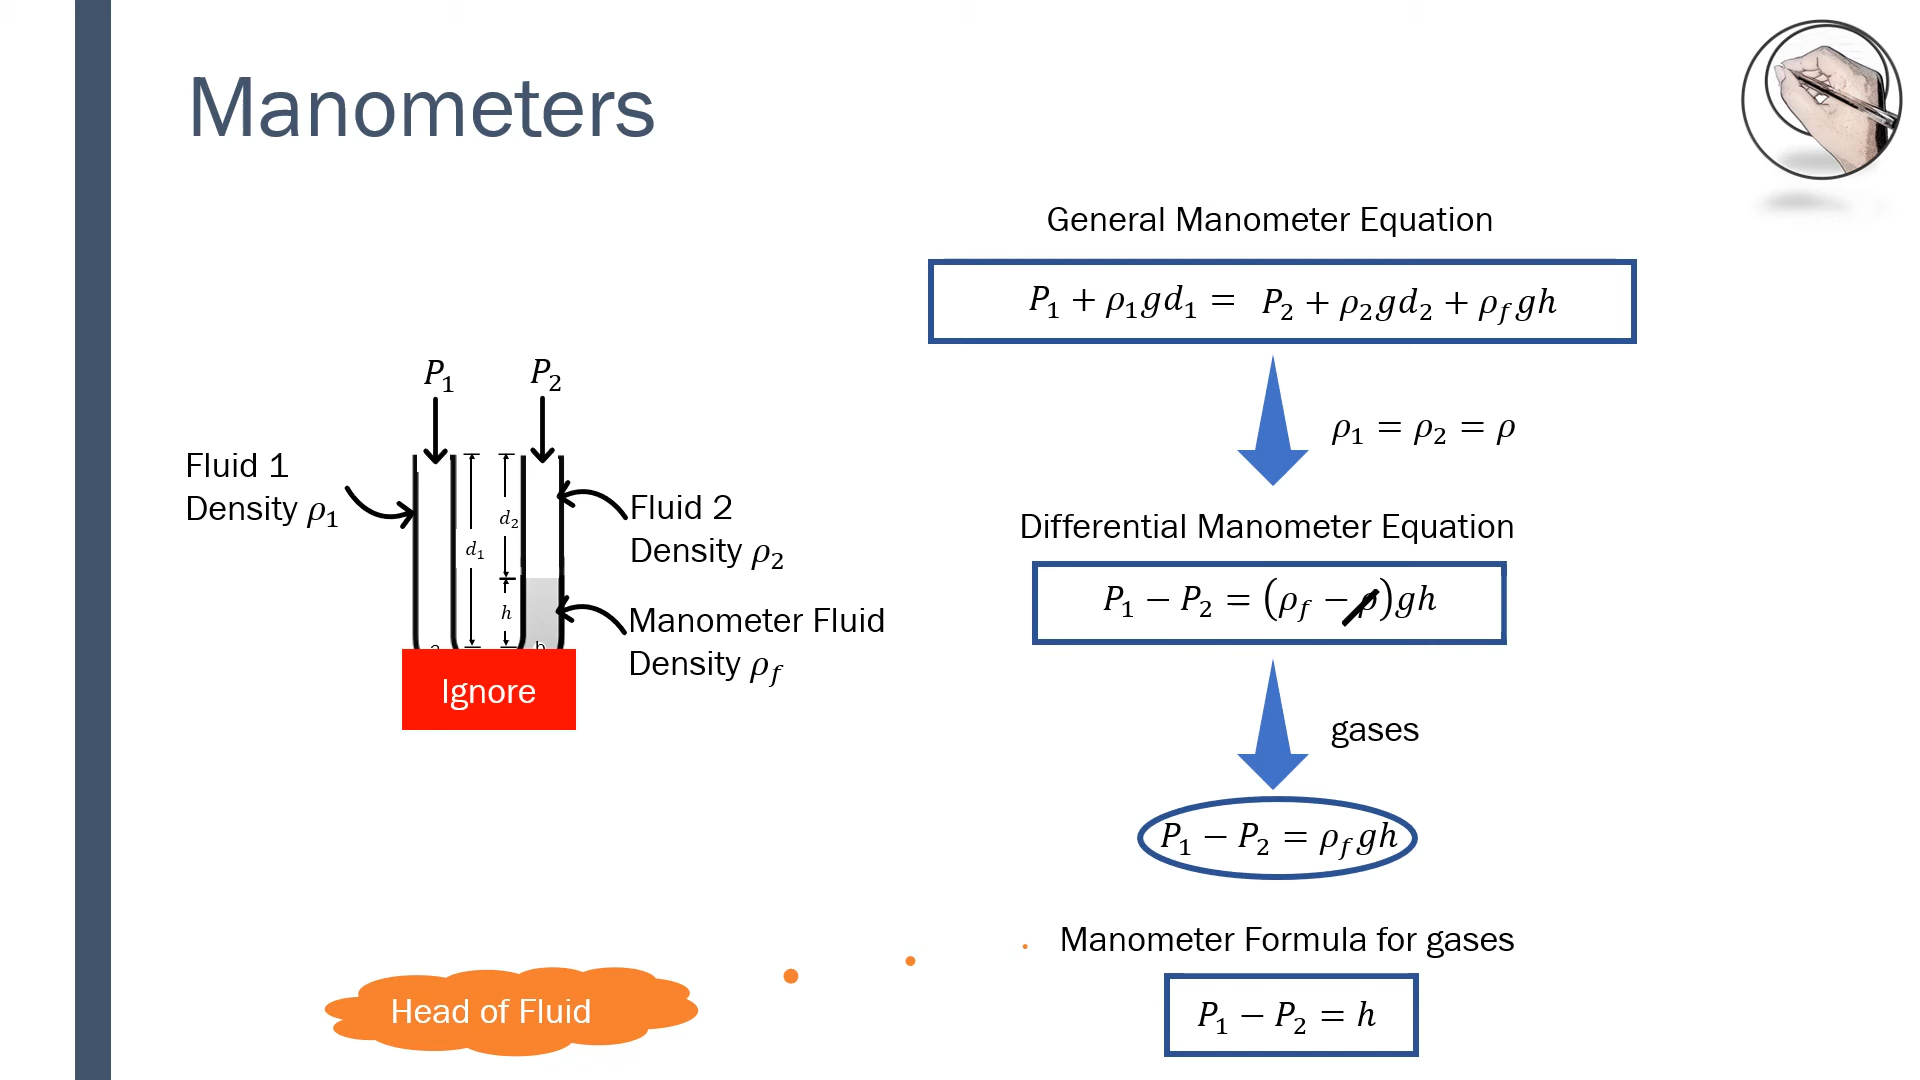 Manometers
General Manometer Equation
P₁ + ρ₁gd₁ = P₂ + ρ₂gd₂ + ρ_f gh
ρ₁ = ρ₂ = ρ
Differential Manometer Equation
P₁ − P₂ = (ρ_f − ρ)gh
gases
P₁ − P₂ = ρ_f gh
Manometer Formula for gases
P₁ − P₂ = h
P₁
P₂
Fluid 1
Density ρ₁
d₁
d₂
h
Fluid 2
Density ρ₂
Manometer Fluid
Density ρ_f
Ignore
Head of Fluid